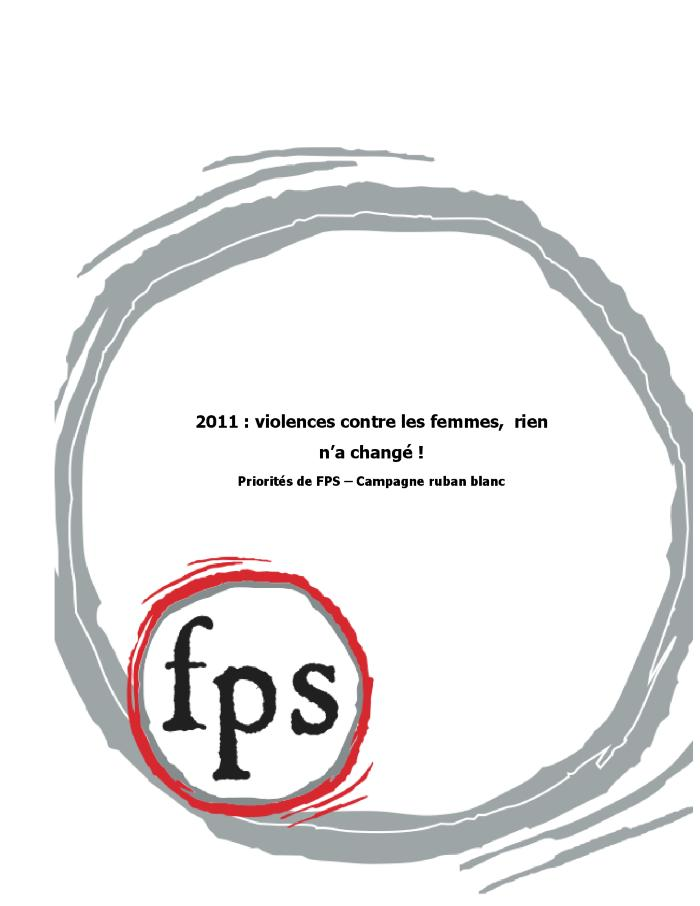 2011 : violences contre les femmes,  rien
n’a changé !
Priorités de FPS – Campagne ruban blanc
fps